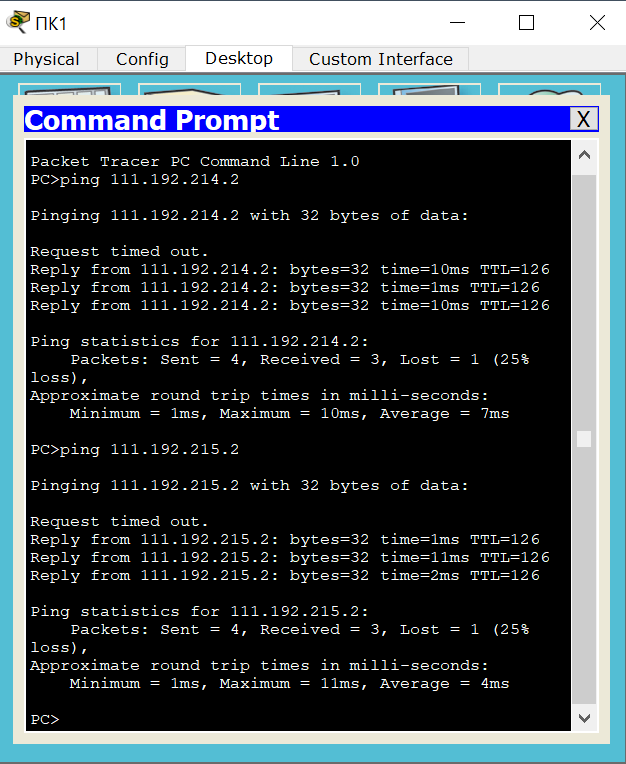 ПК1
Physical Config Desktop Custom Interface
Command Prompt X
Packet Tracer PC Command Line 1.0
PC>ping 111.192.214.2
Pinging 111.192.214.2 with 32 bytes of data:
Request timed out.
Reply from 111.192.214.2: bytes=32 time=10ms TTL=126
Reply from 111.192.214.2: bytes=32 time=1ms TTL=126
Reply from 111.192.214.2: bytes=32 time=10ms TTL=126
Ping statistics for 111.192.214.2:
Packets: Sent = 4, Received = 3, Lost = 1 (25%
loss),
Approximate round trip times in milli-seconds:
Minimum = 1ms, Maximum = 10ms, Average = 7ms
PC>ping 111.192.215.2
Pinging 111.192.215.2 with 32 bytes of data:
Request timed out.
Reply from 111.192.215.2: bytes=32 time=1ms TTL=126
Reply from 111.192.215.2: bytes=32 time=11ms TTL=126
Reply from 111.192.215.2: bytes=32 time=2ms TTL=126
Ping statistics for 111.192.215.2:
Packets: Sent = 4, Received = 3, Lost = 1 (25%
loss),
Approximate round trip times in milli-seconds:
Minimum = 1ms, Maximum = 11ms, Average = 4ms
PC>